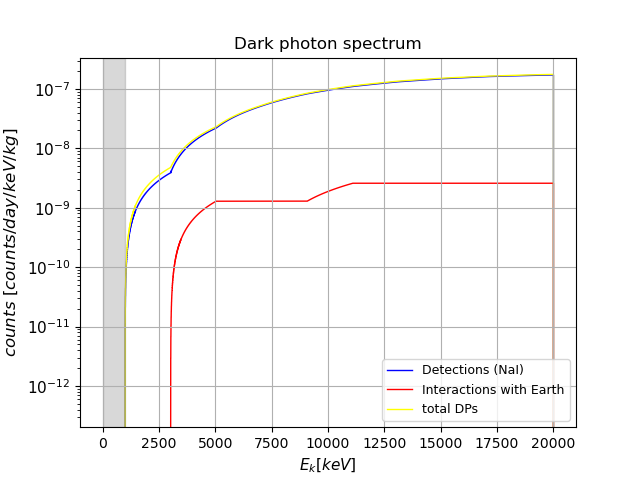 Dark photon spectrum
counts [counts/day/keV/kg]
10⁻⁷
10⁻⁸
10⁻⁹
10⁻¹⁰
10⁻¹¹
10⁻¹²
Detections (NaI)
Interactions with Earth
total DPs
0 2500 5000 7500 10000 12500 15000 17500 20000
Eₖ[keV]